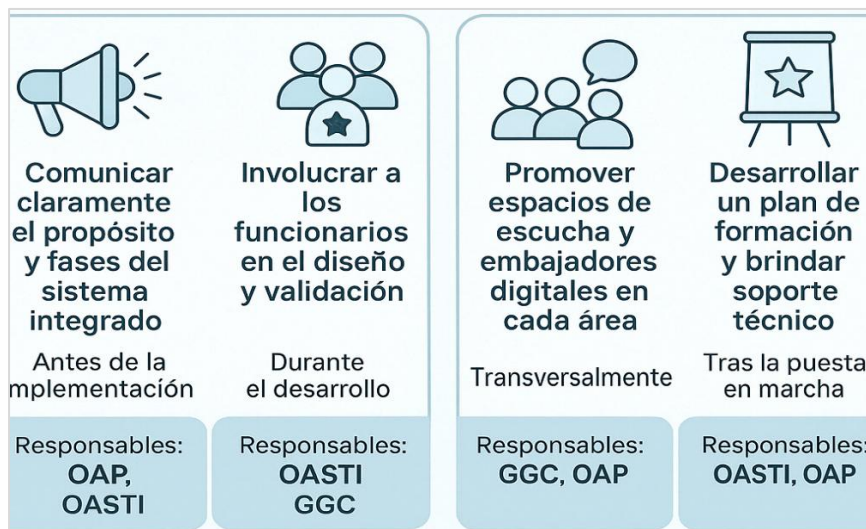 Comunicar
claramente
el propósito
y fases del
sistema
integrado
Antes de la
mplementación
Responsables:
OAP,
OASTI
Involucrar a
los
funcionarios
en el diseño
y validación
Durante
el desarrollo
Responsables:
OASTI
GGC
Promover
espacios de
escucha y
embajadores
digitales en
cada área
Transversalmente
Responsables:
GGC, OAP
Desarrollar
un plan de
formación
y brindar
soporte
técnico
Tras la puesta
en marcha
Responsables:
OASTI, OAP